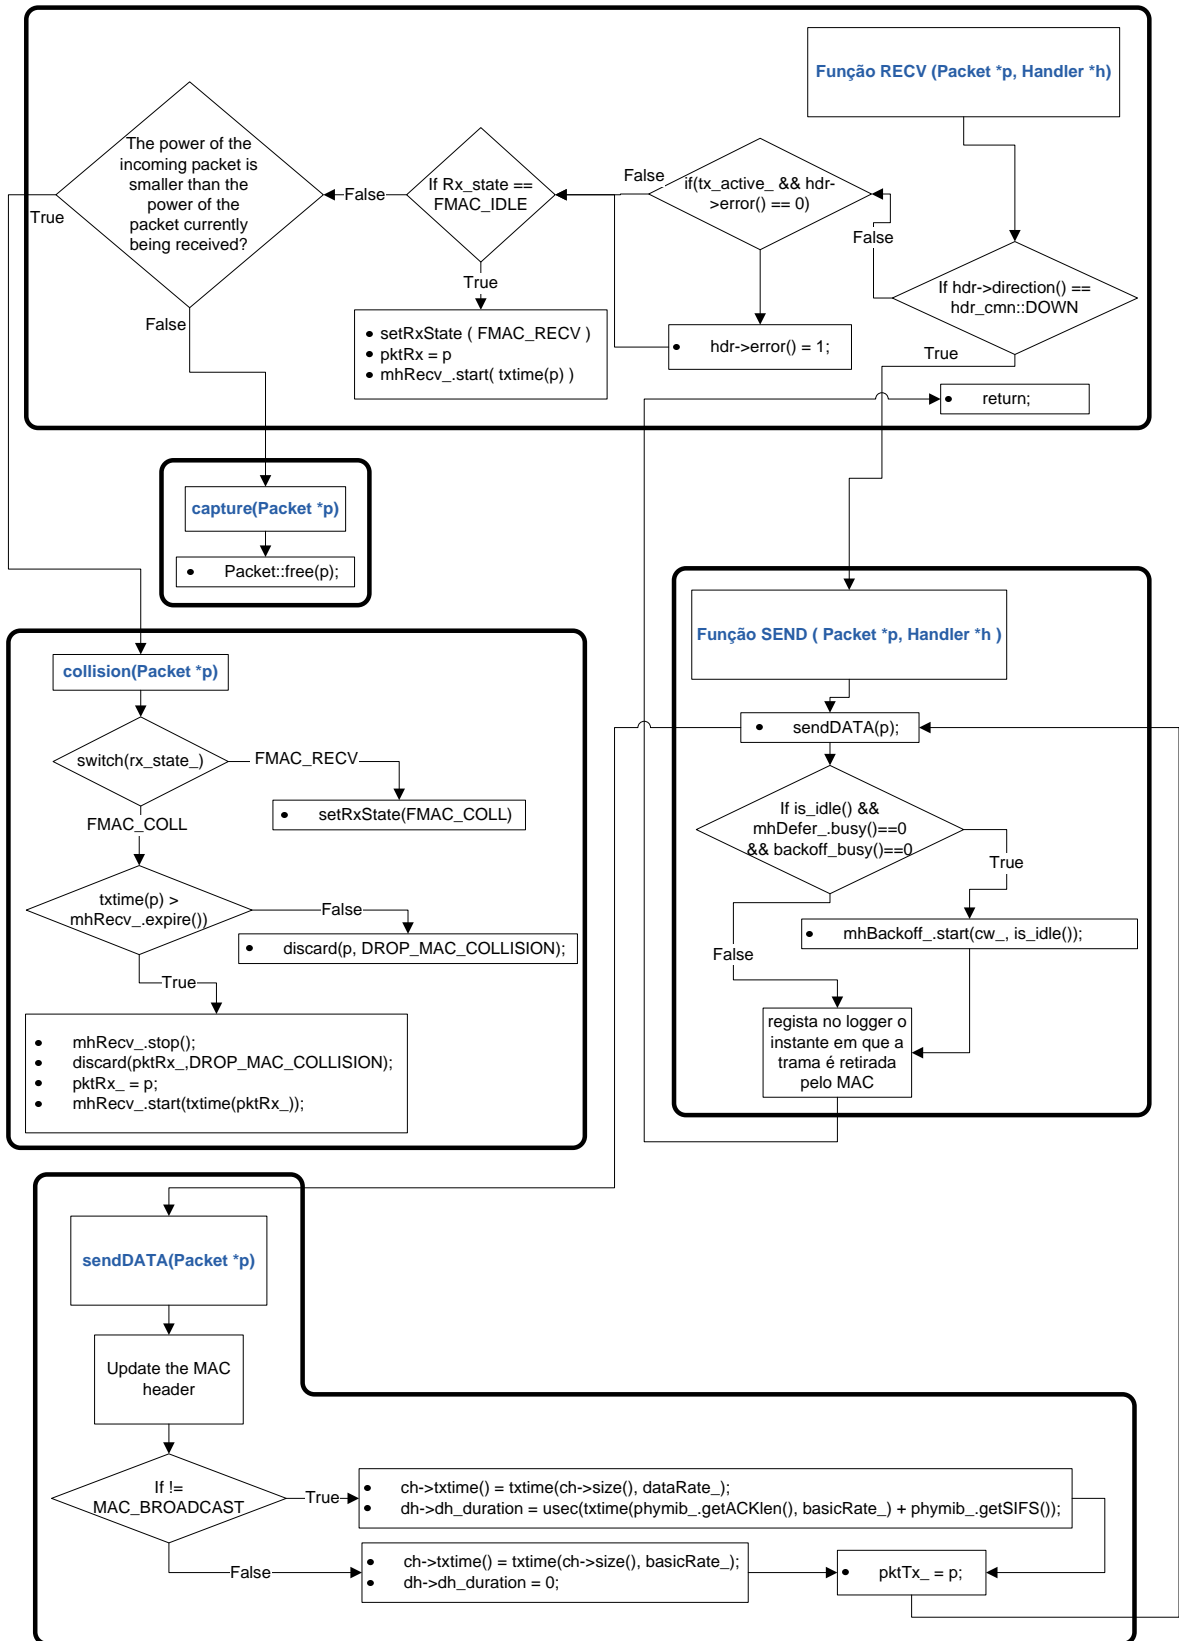 Função RECV (Packet *p, Handler *h)
The power of the
incoming packet is
smaller than the
power of the
packet currently
being received?
True
False
False
If Rx_state ==
FMAC_IDLE
True
False
if(tx_active_ && hdr-
>error() == 0)
False
If hdr->direction() ==
hdr_cmn::DOWN
True
• setRxState ( FMAC_RECV )
• pktRx = p
• mhRecv_.start( txtime(p) )
• hdr->error() = 1;
• return;
capture(Packet *p)
• Packet::free(p);
Função SEND ( Packet *p, Handler *h )
• sendDATA(p);
If is_idle() &&
mhDefer_.busy()==0
&& backoff_busy()==0
True
• mhBackoff_.start(cw_, is_idle());
False
regista no logger o
instante em que a
trama é retirada
pelo MAC
collision(Packet *p)
switch(rx_state_)
FMAC_RECV
• setRxState(FMAC_COLL)
FMAC_COLL
txtime(p) >
mhRecv_.expire())
False
• discard(p, DROP_MAC_COLLISION);
True
• mhRecv_.stop();
• discard(pktRx_,DROP_MAC_COLLISION);
• pktRx_ = p;
• mhRecv_.start(txtime(pktRx_));
sendDATA(Packet *p)
Update the MAC
header
If !=
MAC_BROADCAST
True
• ch->txtime() = txtime(ch->size(), dataRate_);
• dh->dh_duration = usec(txtime(phymib_.getACKlen(), basicRate_) + phymib_.getSIFS());
False
• ch->txtime() = txtime(ch->size(), basicRate_);
• dh->dh_duration = 0;
• pktTx_ = p;